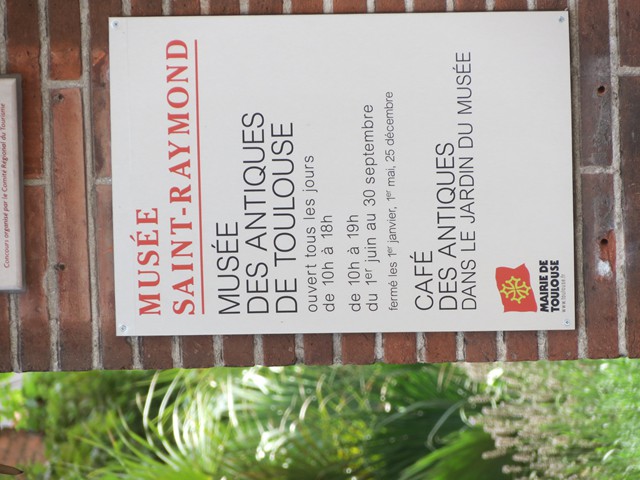 Concours organisé par le Comité Régional du Tourisme
MUSÉE
SAINT-RAYMOND
MUSÉE
DES ANTIQUES
DE TOULOUSE
ouvert tous les jours
de 10h à 18h
de 10h à 19h
du 1er juin au 30 septembre
fermé les 1er janvier, 1er mai, 25 décembre
CAFÉ
DES ANTIQUES
DANS LE JARDIN DU MUSÉE
MAIRIE DE
TOULOUSE
www.toulouse.fr